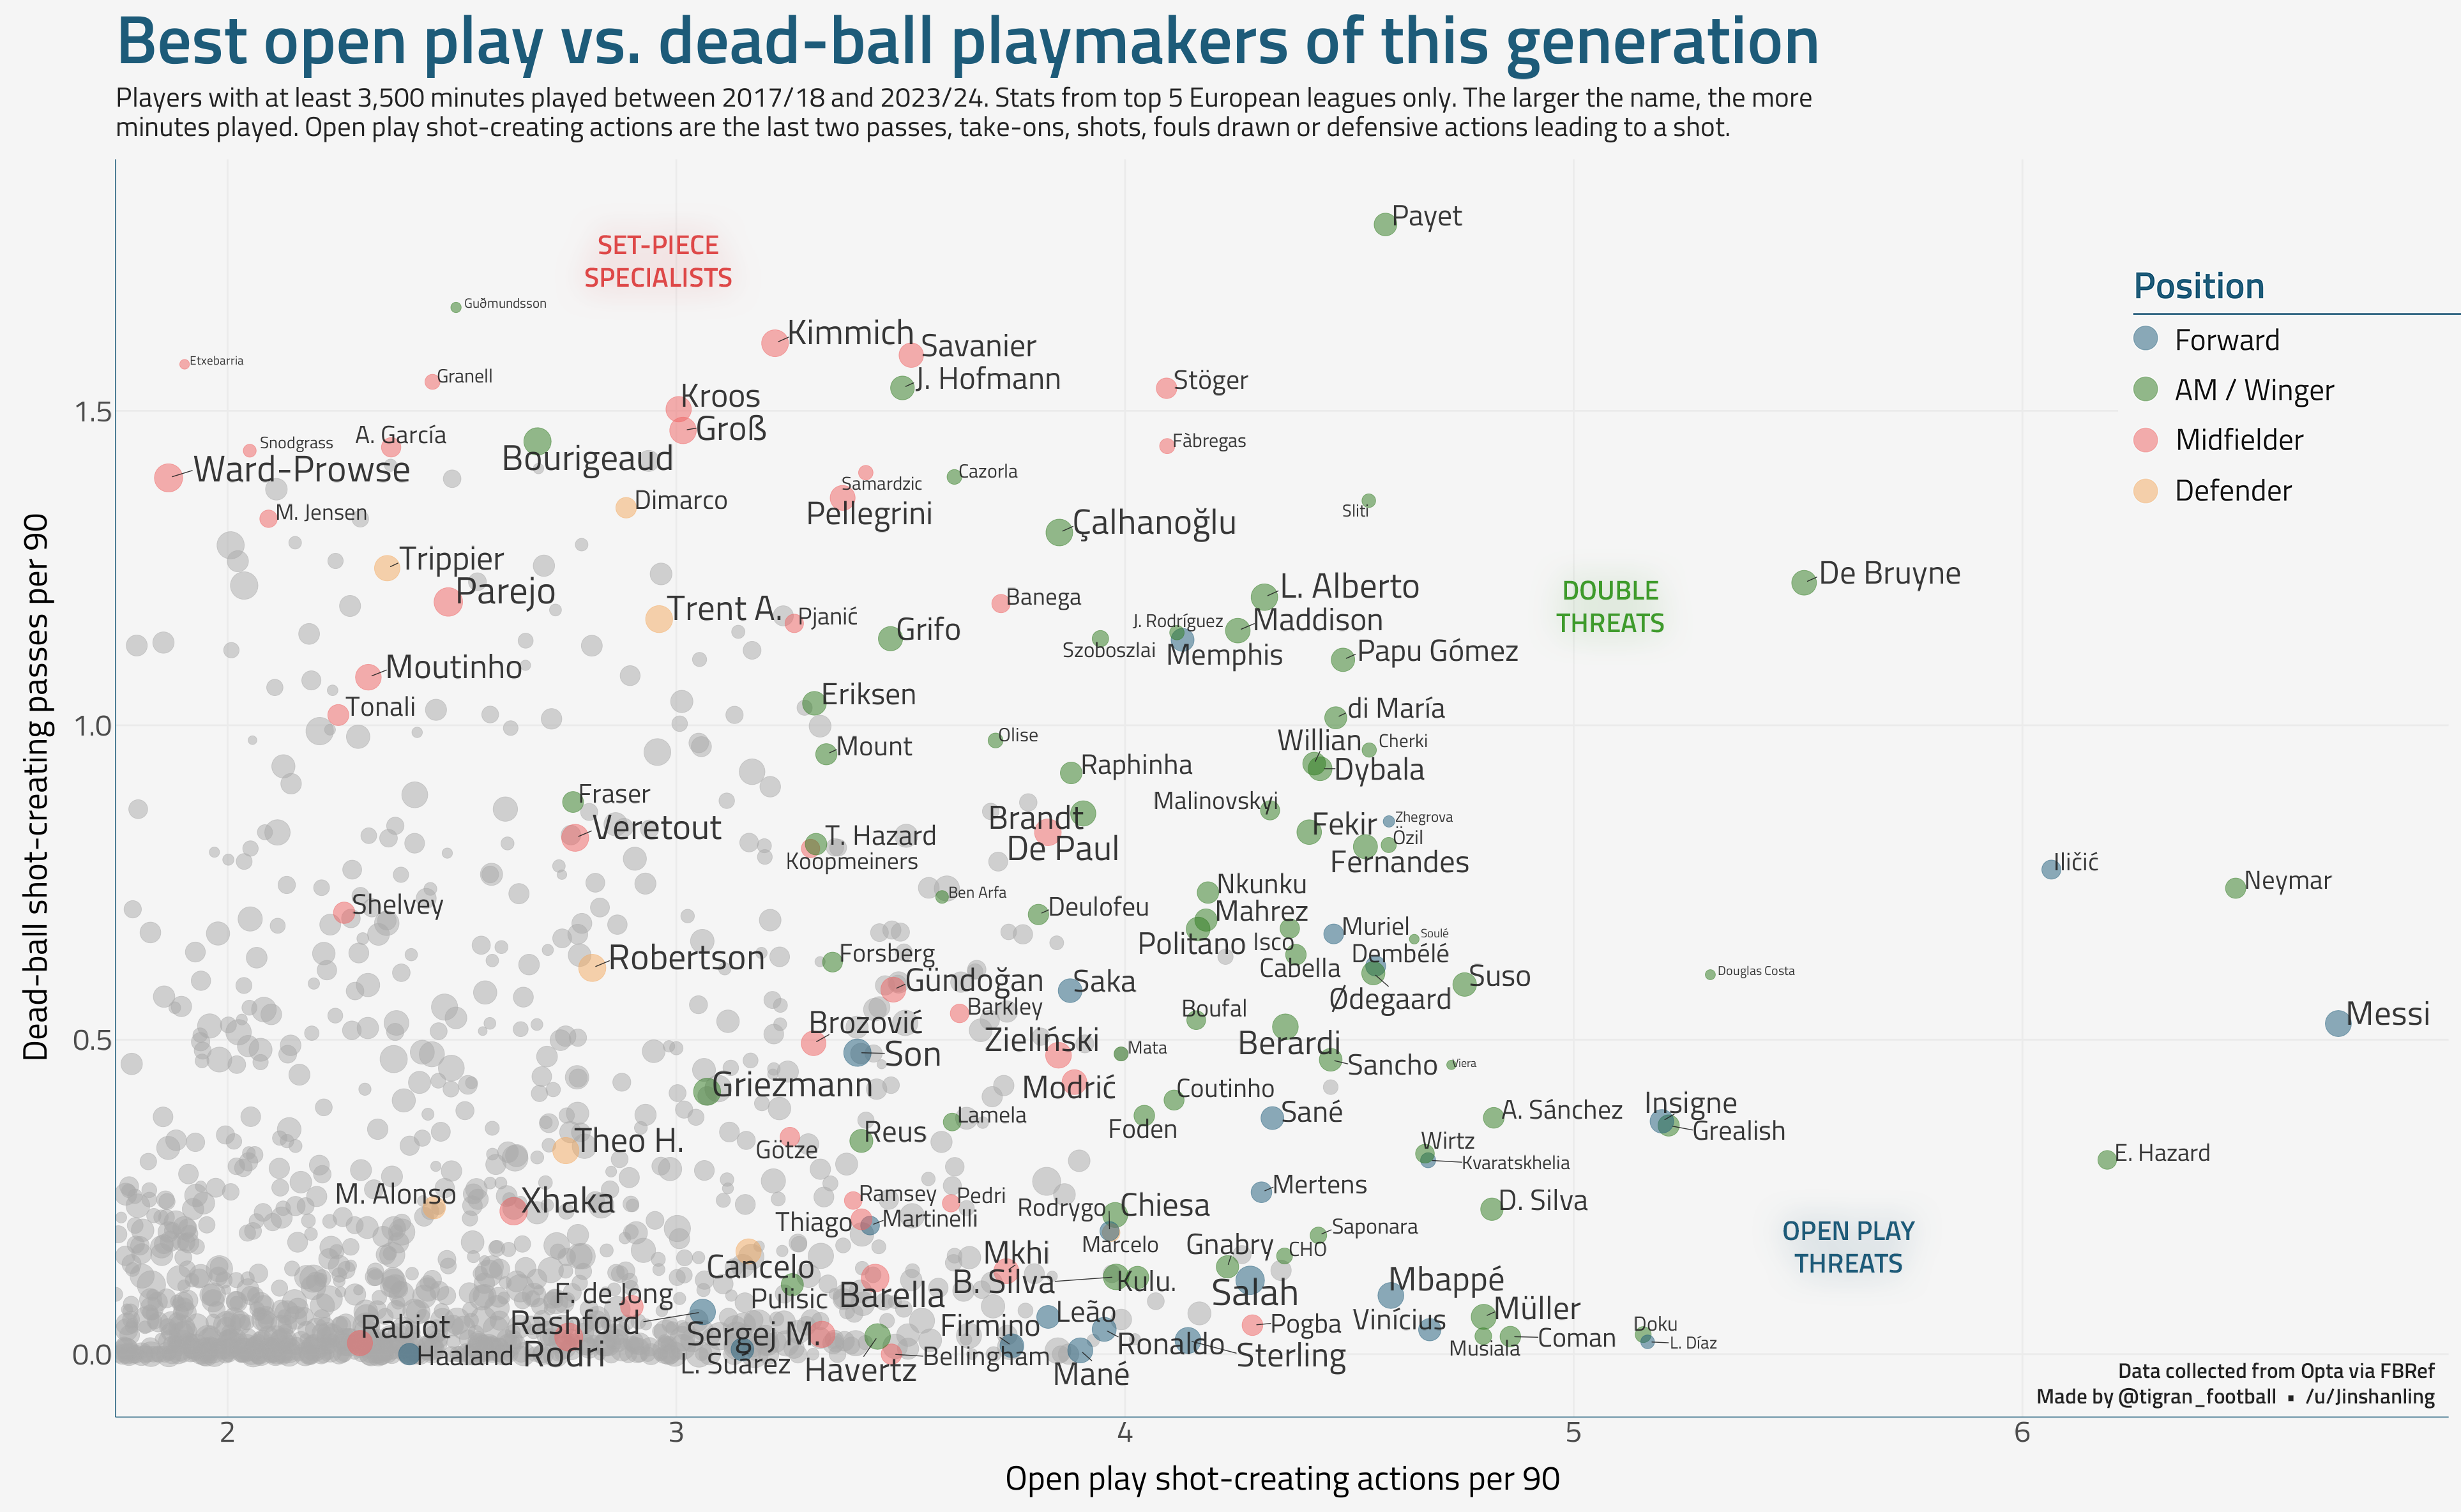 Best open play vs. dead-ball playmakers of this generation
Players with at least 3,500 minutes played between 2017/18 and 2023/24. Stats from top 5 European leagues only. The larger the name, the more
minutes played. Open play shot-creating actions are the last two passes, take-ons, shots, fouls drawn or defensive actions leading to a shot.
Payet
SET-PIECE
SPECIALISTS
Position
Forward
AM / Winger
Midfielder
Defender
Guðmundsson
Kimmich
Savanier
Etxebarria
Granell
J. Hofmann
Stöger
Kroos
1.5
Groß
A. García
Snodgrass
Fàbregas
Bourigeaud
Ward-Prowse
Cazorla
Samardzic
Dimarco
Pellegrini
M. Jensen
Sliti
Çalhanoğlu
Trippier
De Bruyne
L. Alberto
DOUBLE
THREATS
Parejo
Banega
Trent A.
Pjanić
J. Rodríguez
Maddison
Grifo
Szoboszlai
Memphis
Papu Gómez
Moutinho
Eriksen
Tonali
di María
1.0
Olise
Willian
Cherki
Mount
Raphinha
Dybala
Fraser
Malinovskyi
Brandt
Zhegrova
Veretout
Fekir
T. Hazard
Özil
De Paul
Koopmeiners
Fernandes
Iličić
Neymar
Nkunku
Ben Arfa
Shelvey
Deulofeu
Mahrez
Muriel
Soulé
Politano
Isco
Robertson
Forsberg
Dembélé
Cabella
Douglas Costa
Gündoğan
Saka
Suso
Ødegaard
Barkley
Boufal
Messi
Brozović
0.5
Zieliński
Berardi
Mata
Son
Sancho
Viera
Griezmann
Modrić
Coutinho
Lamela
Sané
A. Sánchez
Insigne
Reus
Foden
Grealish
Theo H.
Götze
Wirtz
Kvaratskhelia
E. Hazard
Mertens
M. Alonso
Xhaka
Ramsey
Pedri
Rodrygo
Chiesa
D. Silva
Thiago
Martinelli
Saponara
OPEN PLAY
THREATS
Marcelo
Gnabry
CHO
Mkhi
Cancelo
B. Silva
Kulu.
Mbappé
F. de Jong
Pulisic
Barella
Salah
Leão
Müller
Rashford
Firmino
Vinícius
Pogba
Doku
Rabiot
Sergej M.
Ronaldo
Coman
L. Díaz
Musiala
0.0
Haaland
Rodri
L. Suárez
Havertz
Bellingham
Mané
Sterling
Data collected from Opta via FBRef
Made by @tigran_football ▪ /u/Jinshanling
2
3
4
5
6
Open play shot-creating actions per 90
Dead-ball shot-creating passes per 90